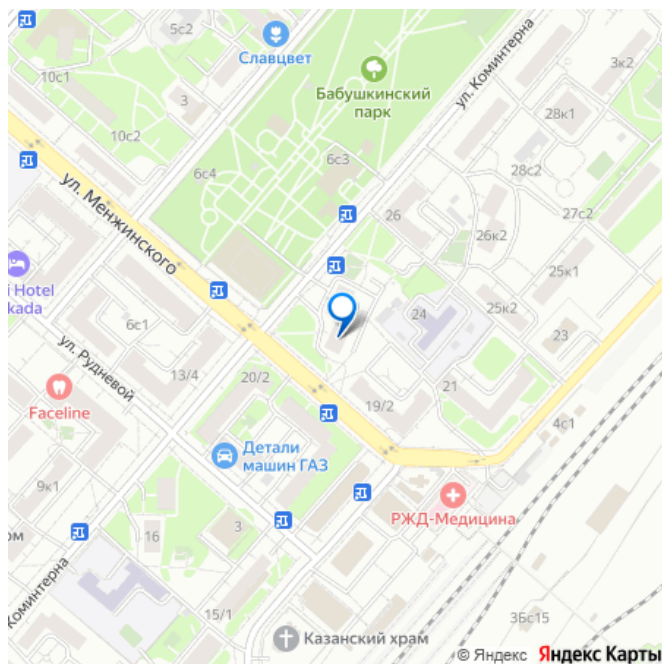 5с2
Славцвет
10с1
3
10с2
Бабушкинский
парк
ул. Коминтерна
3к2
28к1
28с2
6с3
6с4
ул. Менжинского
26
27с2
26к2
25к1
i Hotel
kada
6с1
24
25к2
23
ул. Рудневой
13/4
20/2
21
19/2
4с1
Faceline
Детали
машин ГАЗ
9к1
РЖД-Медицина
3
16
ом
Коминтерна
15/1
3Бс15
Казанский храм
© Яндекс Яндекс Карты